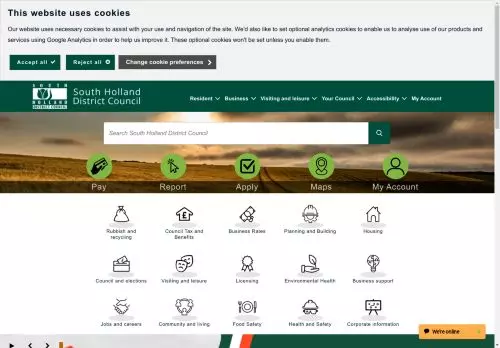 This website uses cookies
Our website uses necessary cookies to assist with your use and navigation of the site. We'd also like to set optional analytics cookies to enable us to analyse use of our products
and services using Google Analytics in order to help us improve it. These optional cookies won't be set unless you enable them.
Accept all
Reject all
Change cookie preferences
SOUTH
HOLLAND
DISTRICT COUNCIL
South Holland
District Council
Resident
Business
Visiting and leisure
Your Council
Accessibility
My Account
Search South Holland District Council
Pay
Report
Apply
Maps
My Account
Rubbish and
recycling
Council Tax and
Benefits
Business Rates
Planning and Building
Housing
Council and elections
Visiting and leisure
Licensing
Environmental Health
Business support
Jobs and careers
Community and living
Food Safety
Health and Safety
Corporate information
We're online